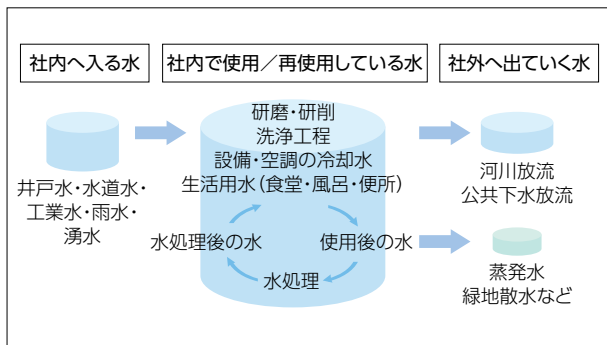 社内へ入る水
社内で使用／再使用している水
社外へ出ていく水
井戸水・水道水・
工業水・雨水・
湧水
研磨・研削
洗浄工程
設備・空調の冷却水
生活用水（食堂・風呂・便所）
水処理後の水
使用後の水
水処理
河川放流
公共下水放流
蒸発水
緑地散水など